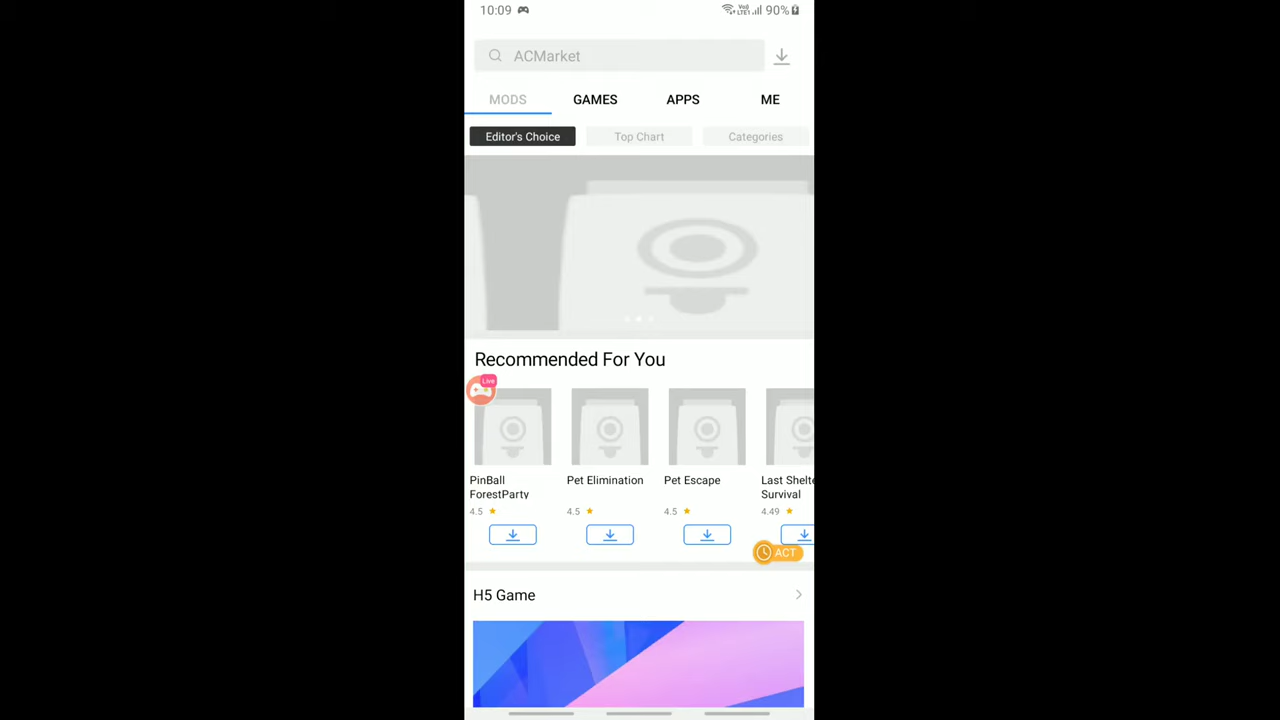 10:09 90%
ACMarket
MODS GAMES APPS ME
Editor's Choice Top Chart Categories
Recommended For You
Live
PinBall Pet Elimination Pet Escape Last Shelte
ForestParty Survival
4.5 4.5 4.5 4.49
ACT
H5 Game